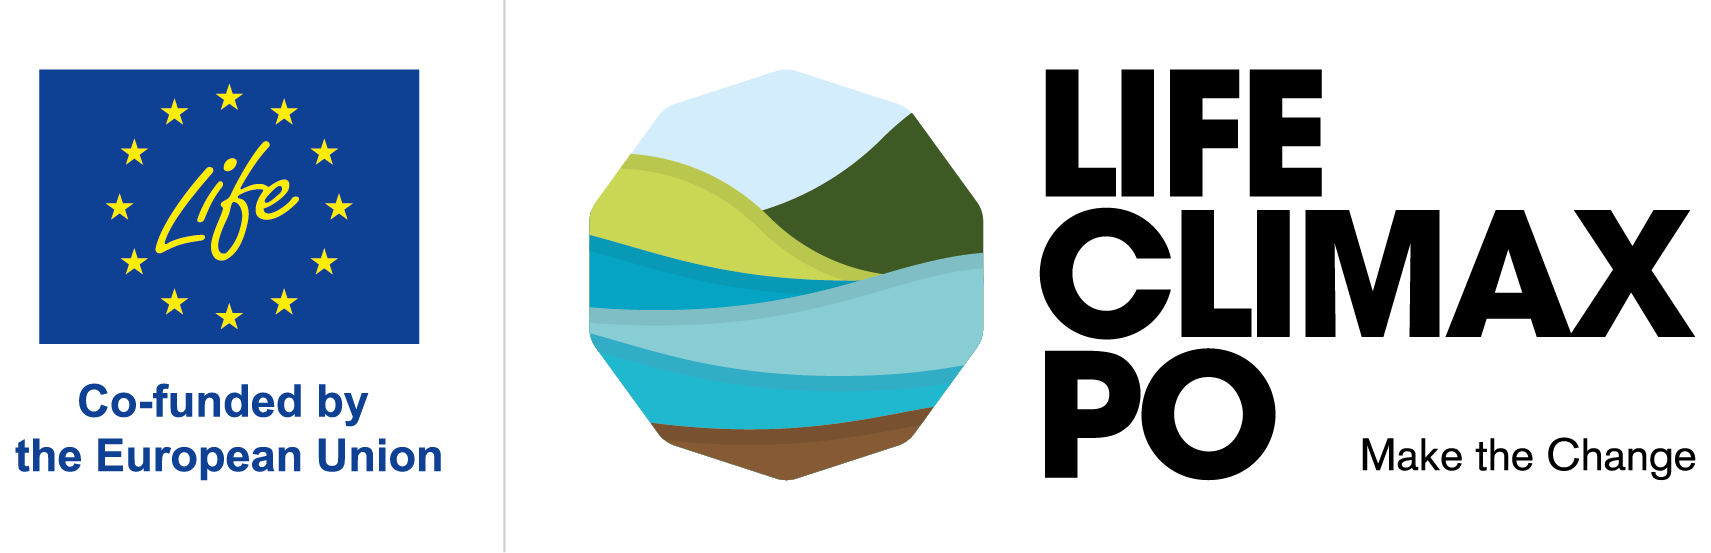 Life
Co-funded by
the European Union
LIFE
CLIMAX
PO
Make the Change